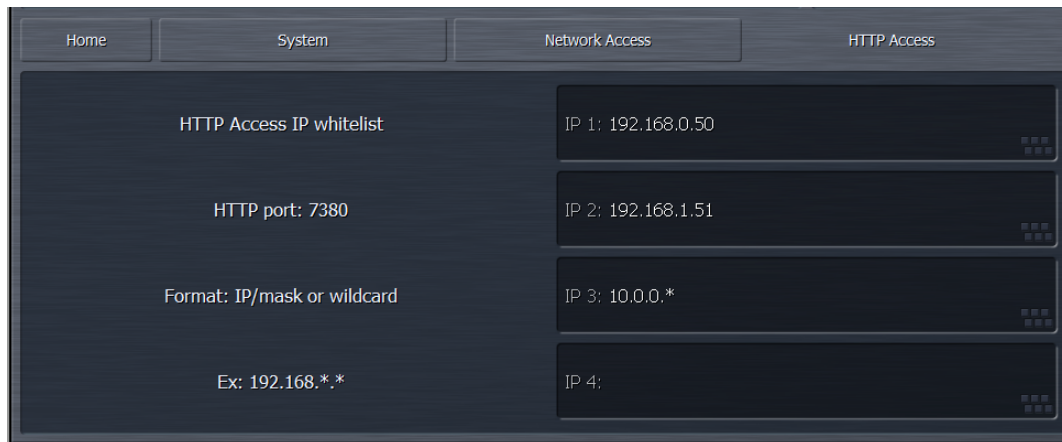 Home System Network Access HTTP Access
HTTP Access IP whitelist IP 1: 192.168.0.50
HTTP port: 7380 IP 2: 192.168.1.51
Format: IP/mask or wildcard IP 3: 10.0.0.*
Ex: 192.168.*.* IP 4: